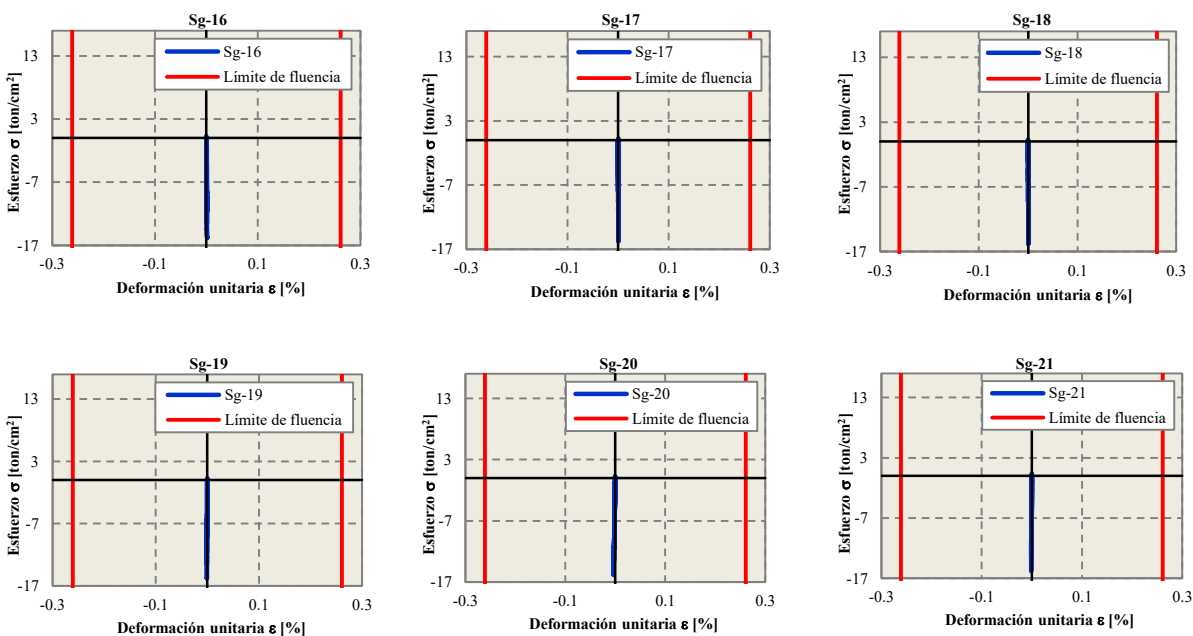 Sg-16
Esfuerzo σ [ton/cm²]
13
3
-7
-17
Sg-16
Límite de fluencia
-0.3
-0.1
0.1
0.3
Deformación unitaria ε [%]
Sg-17
Esfuerzo σ [ton/cm²]
13
3
-7
-17
Sg-17
Límite de fluencia
-0.3
-0.1
0.1
0.3
Deformación unitaria ε [%]
Sg-18
Esfuerzo σ [ton/cm²]
13
3
-7
-17
Sg-18
Límite de fluencia
-0.3
-0.1
0.1
0.3
Deformación unitaria ε [%]
Sg-19
Esfuerzo σ [ton/cm²]
13
3
-7
-17
Sg-19
Límite de fluencia
-0.3
-0.1
0.1
0.3
Deformación unitaria ε [%]
Sg-20
Esfuerzo σ [ton/cm²]
13
3
-7
-17
Sg-20
Límite de fluencia
-0.3
-0.1
0.1
0.3
Deformación unitaria ε [%]
Sg-21
Esfuerzo σ [ton/cm²]
13
3
-7
-17
Sg-21
Límite de fluencia
-0.3
-0.1
0.1
0.3
Deformación unitaria ε [%]